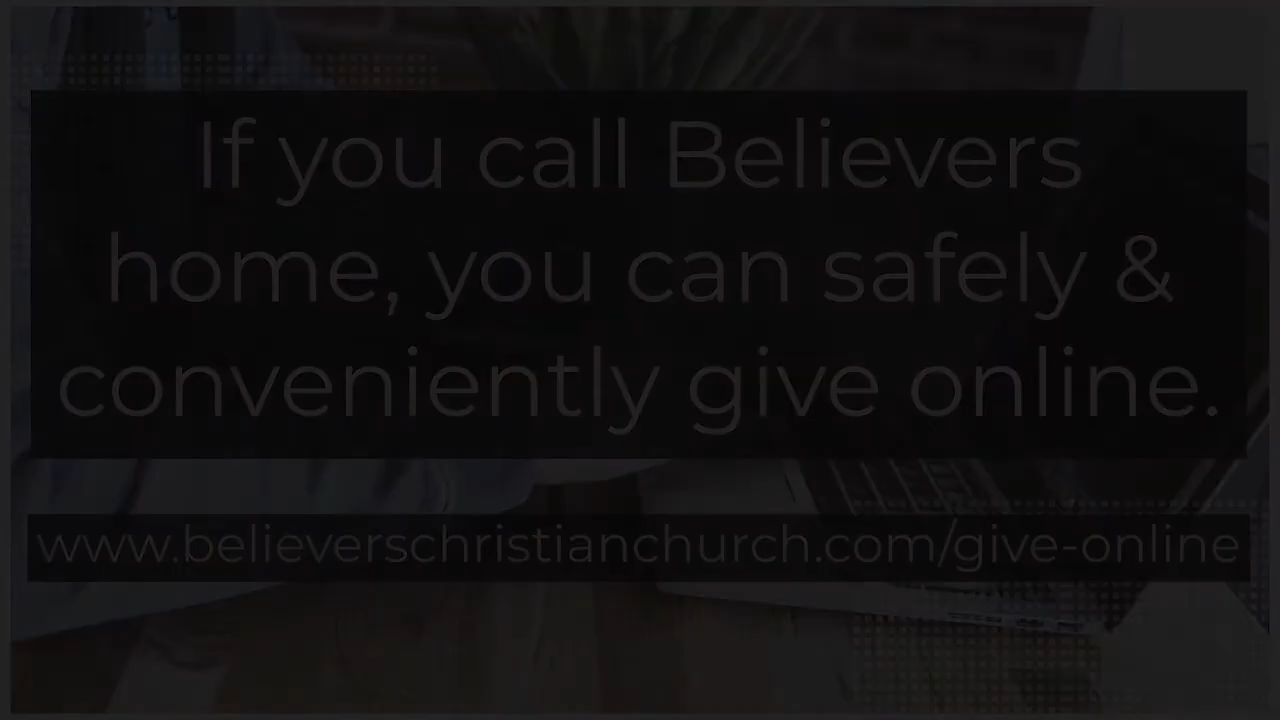 If you call Believers
home, you can safely &
conveniently give online.
www.believerschristianchurch.com/give-online